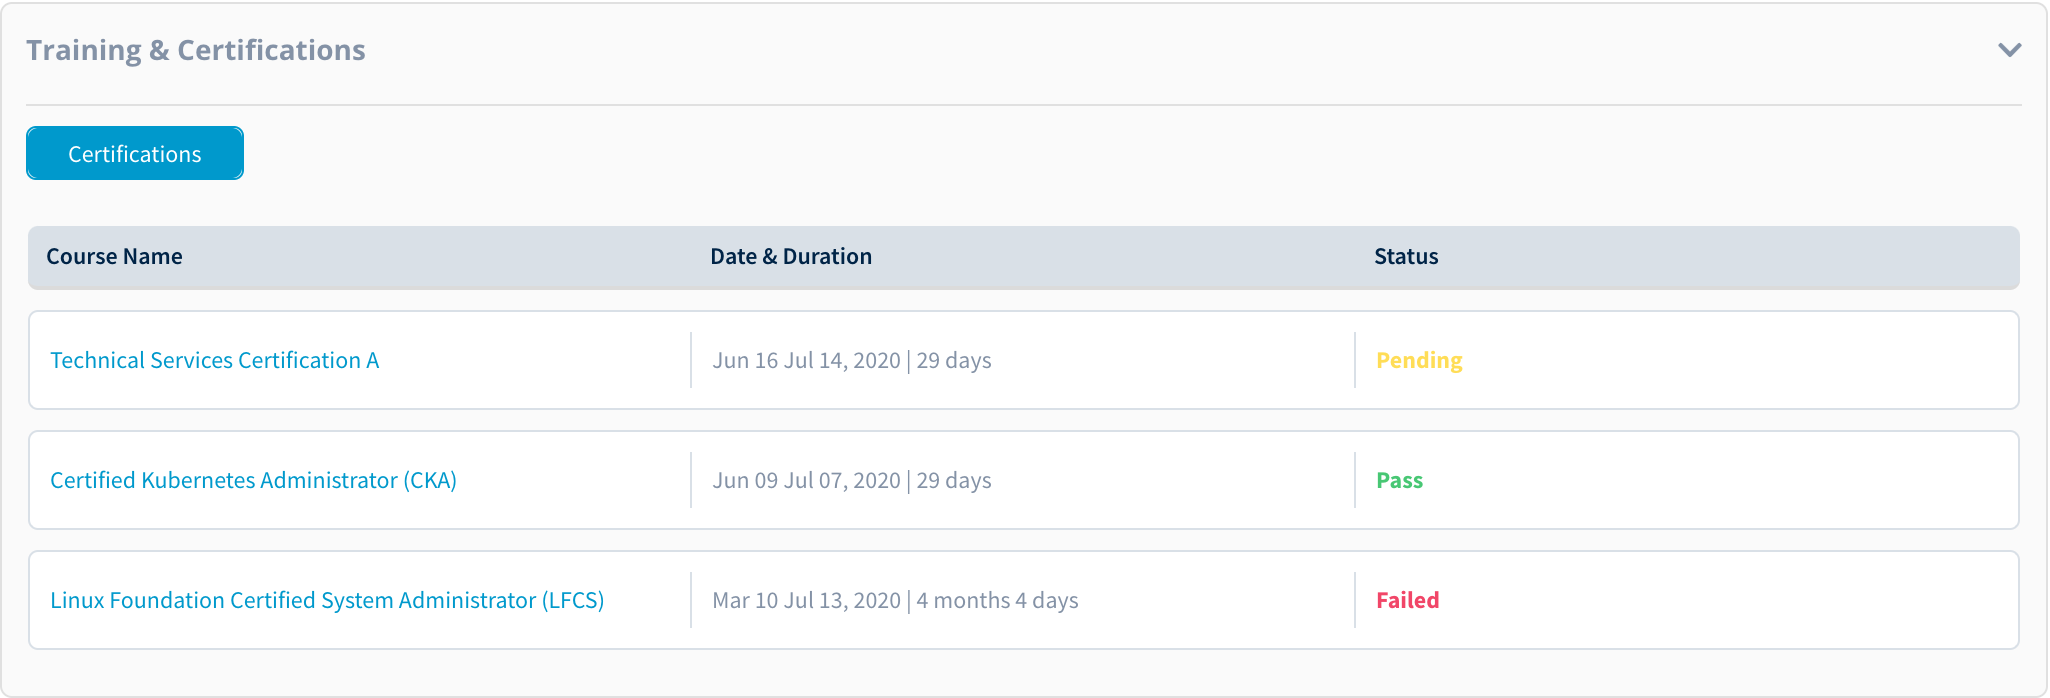 Training & Certifications
Certifications
Course Name Date & Duration Status
Technical Services Certification A Jun 16 Jul 14, 2020 | 29 days Pending
Certified Kubernetes Administrator (CKA) Jun 09 Jul 07, 2020 | 29 days Pass
Linux Foundation Certified System Administrator (LFCS) Mar 10 Jul 13, 2020 | 4 months 4 days Failed